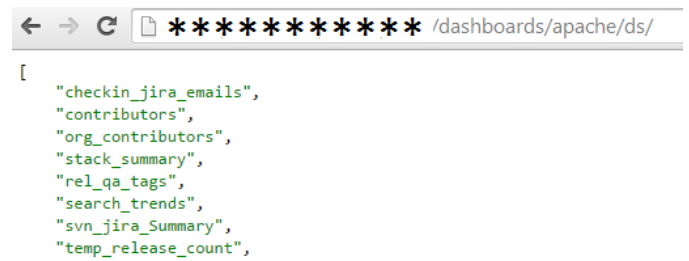 ***********/dashboards/apache/ds/
[
"checkin_jira_emails",
"contributors",
"org_contributors",
"stack_summary",
"rel_qa_tags",
"search_trends",
"svn_jira_Summary",
"temp_release_count",